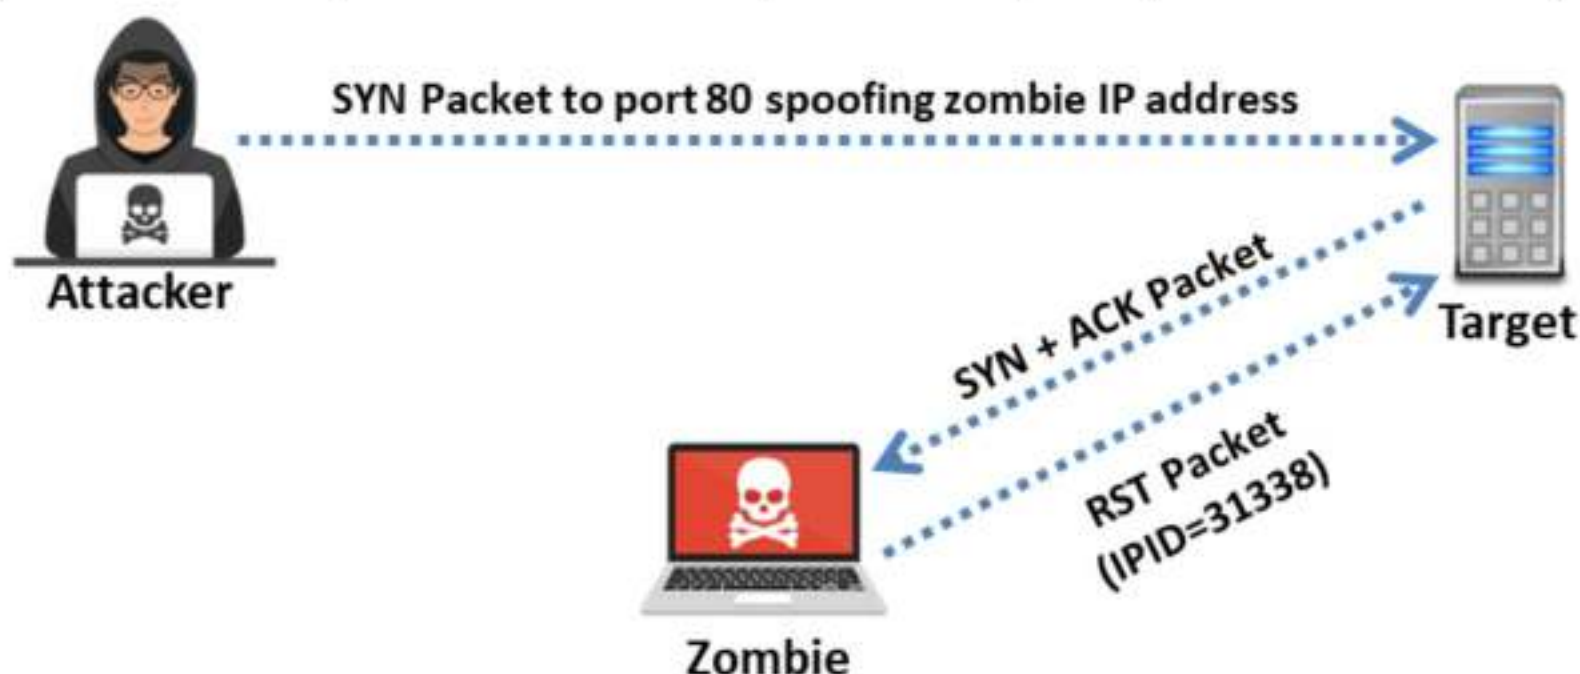 SYN Packet to port 80 spoofing zombie IP address
Attacker
SYN + ACK Packet
Target
RST Packet
(IPID=31338)
Zombie